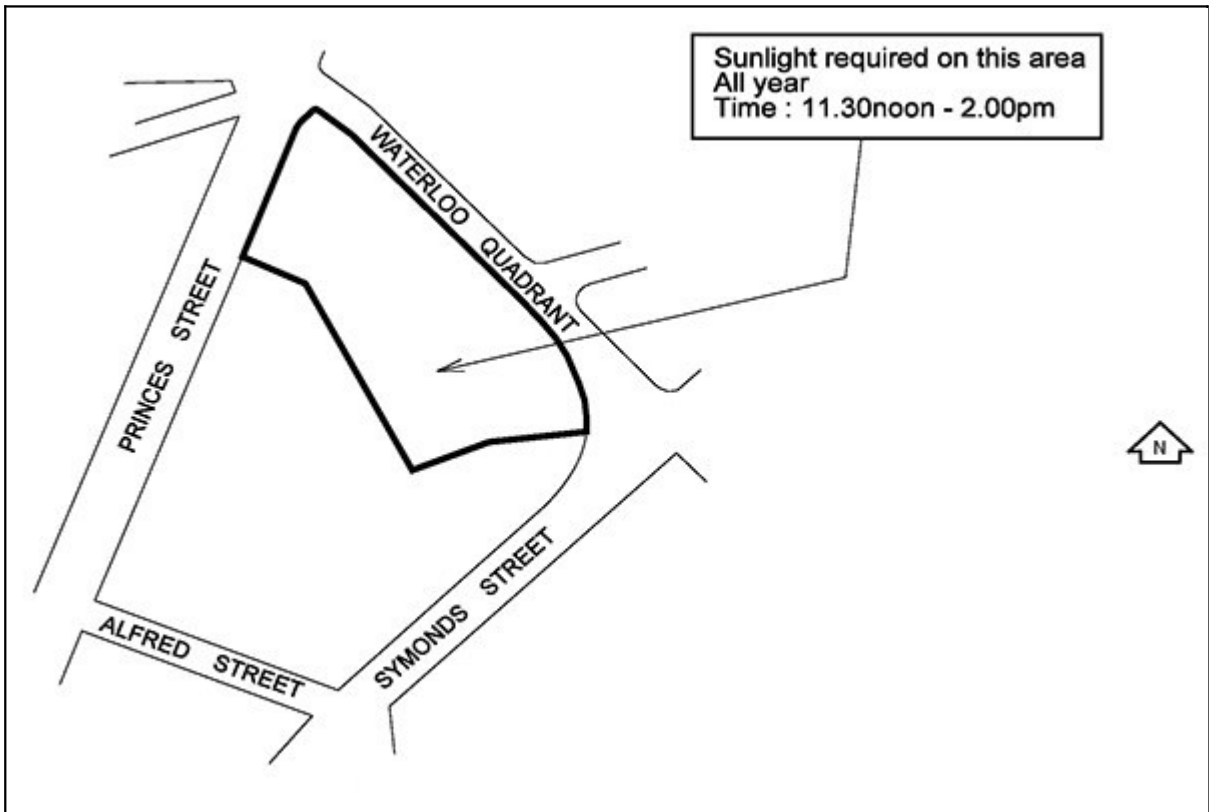 Sunlight required on this area
All year
Time : 11.30noon - 2.00pm
WATERLOO QUADRANT
PRINCES STREET
N
SYMONDS STREET
ALFRED STREET